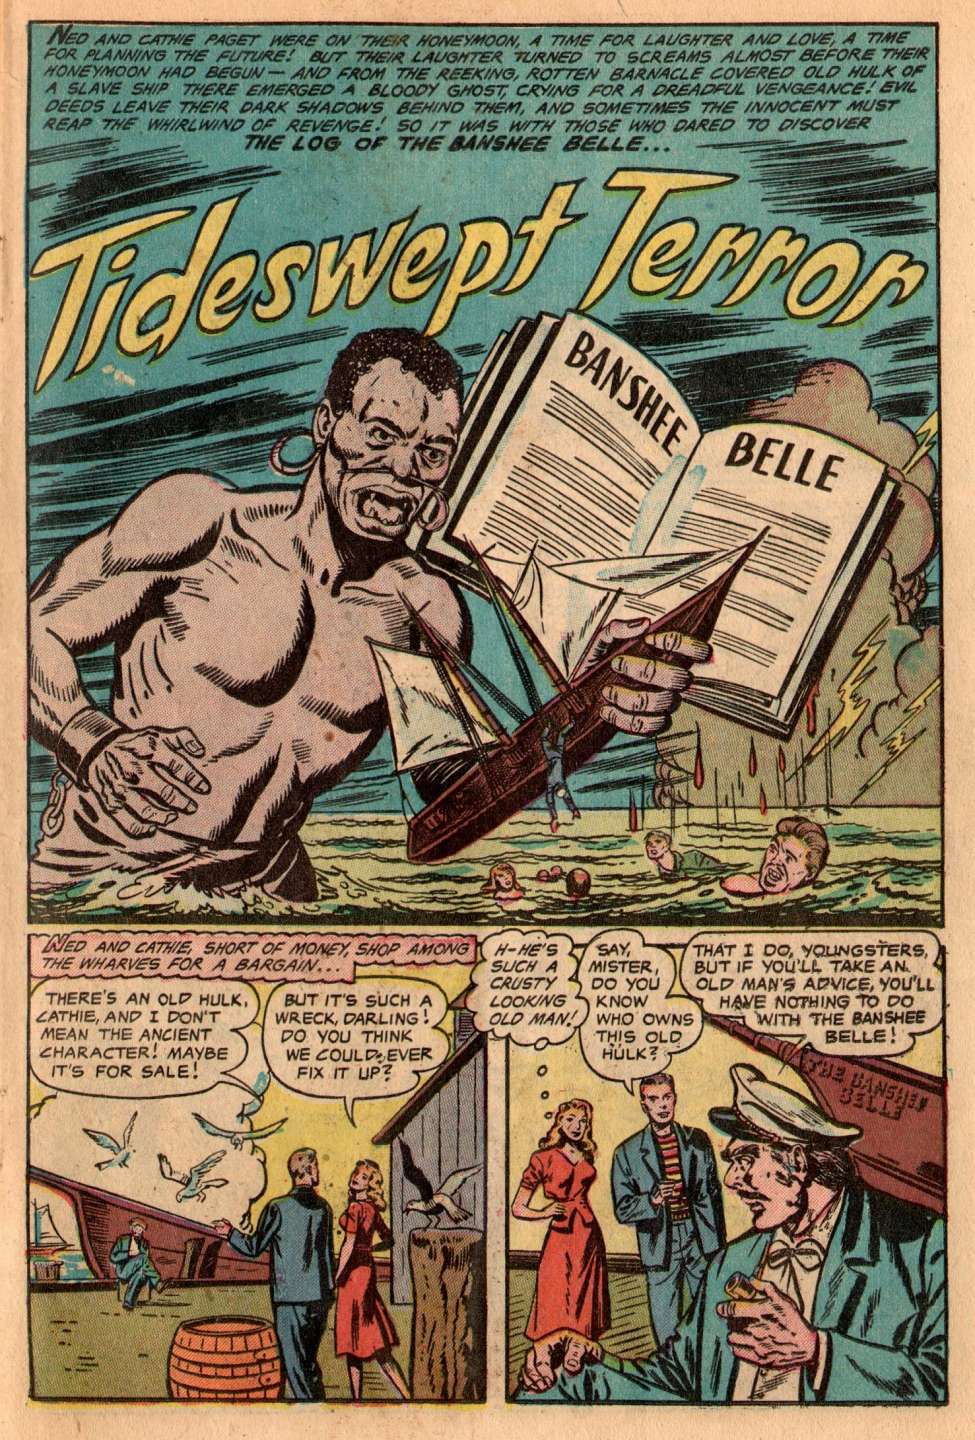 NED AND CATHIE PAGET WERE ON THEIR HONEYMOON, A TIME FOR LAUGHTER AND LOVE, A TIME
FOR PLANNING THE FUTURE! BUT THEIR LAUGHTER TURNED TO SCREAMS ALMOST BEFORE THEIR
HONEYMOON HAD BEGUN — AND FROM THE REEKING, ROTTEN BARNACLE COVERED OLD HULK OF
A SLAVE SHIP THERE EMERGED A BLOODY GHOST, CRYING FOR A DREADFUL VENGEANCE! EVIL
DEEDS LEAVE THEIR DARK SHADOWS BEHIND THEM, AND SOMETIMES THE INNOCENT MUST
REAP THE WHIRLWIND OF REVENGE! SO IT WAS WITH THOSE WHO DARED TO DISCOVER
THE LOG OF THE BANSHEE BELLE...
Tideswept Terror
BANSHEE
BELLE
NED AND CATHIE, SHORT OF MONEY, SHOP AMONG
THE WHARVES FOR A BARGAIN...
THERE'S AN OLD HULK,
CATHIE, AND I DON'T
MEAN THE ANCIENT
CHARACTER! MAYBE
IT'S FOR SALE!
BUT IT'S SUCH A
WRECK, DARLING!
DO YOU THINK
WE COULD EVER
FIX IT UP?
H-HE'S
SUCH A
CRUSTY
LOOKING
OLD MAN!
SAY,
MISTER,
DO YOU
KNOW
WHO OWNS
THIS OLD
HULK?
THAT I DO, YOUNGSTERS,
BUT IF YOU'LL TAKE AN
OLD MAN'S ADVICE, YOU'LL
HAVE NOTHING TO DO
WITH THE BANSHEE
BELLE!
THE BANSHEE
BELLE